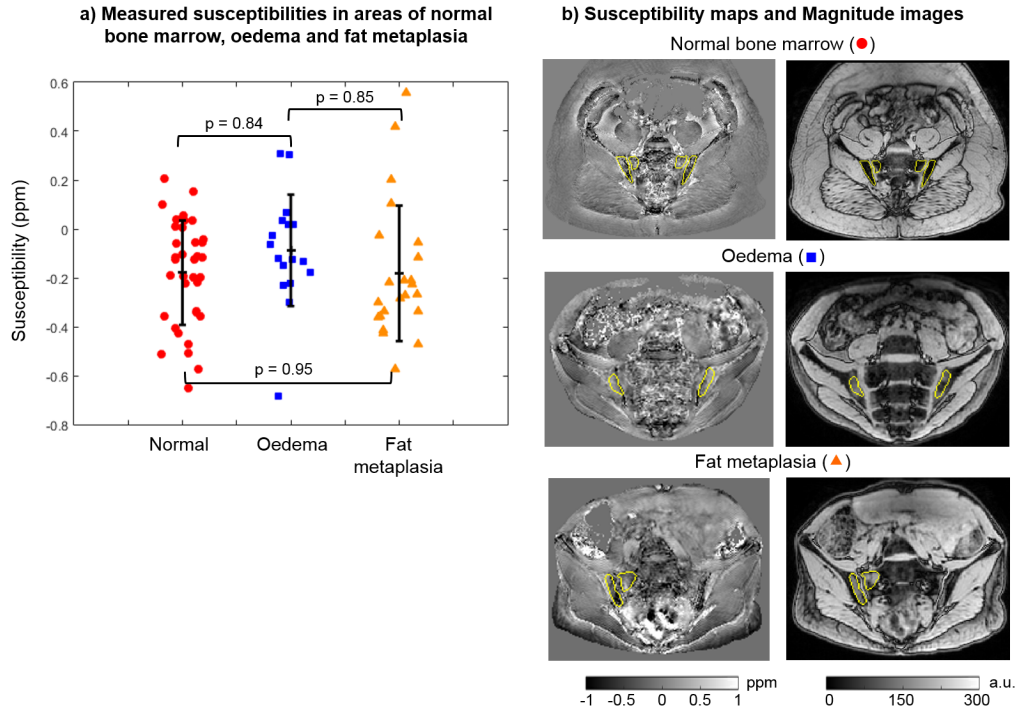 a) Measured susceptibilities in areas of normal
bone marrow, oedema and fat metaplasia
Susceptibility (ppm)
0.6
0.4
0.2
0
-0.2
-0.4
-0.6
-0.8
p = 0.85
p = 0.84
p = 0.95
Normal
Oedema
Fat
metaplasia
b) Susceptibility maps and Magnitude images
Normal bone marrow (●)
Oedema (■)
Fat metaplasia (▲)
ppm
-1 -0.5 0 0.5 1
a.u.
0 150 300